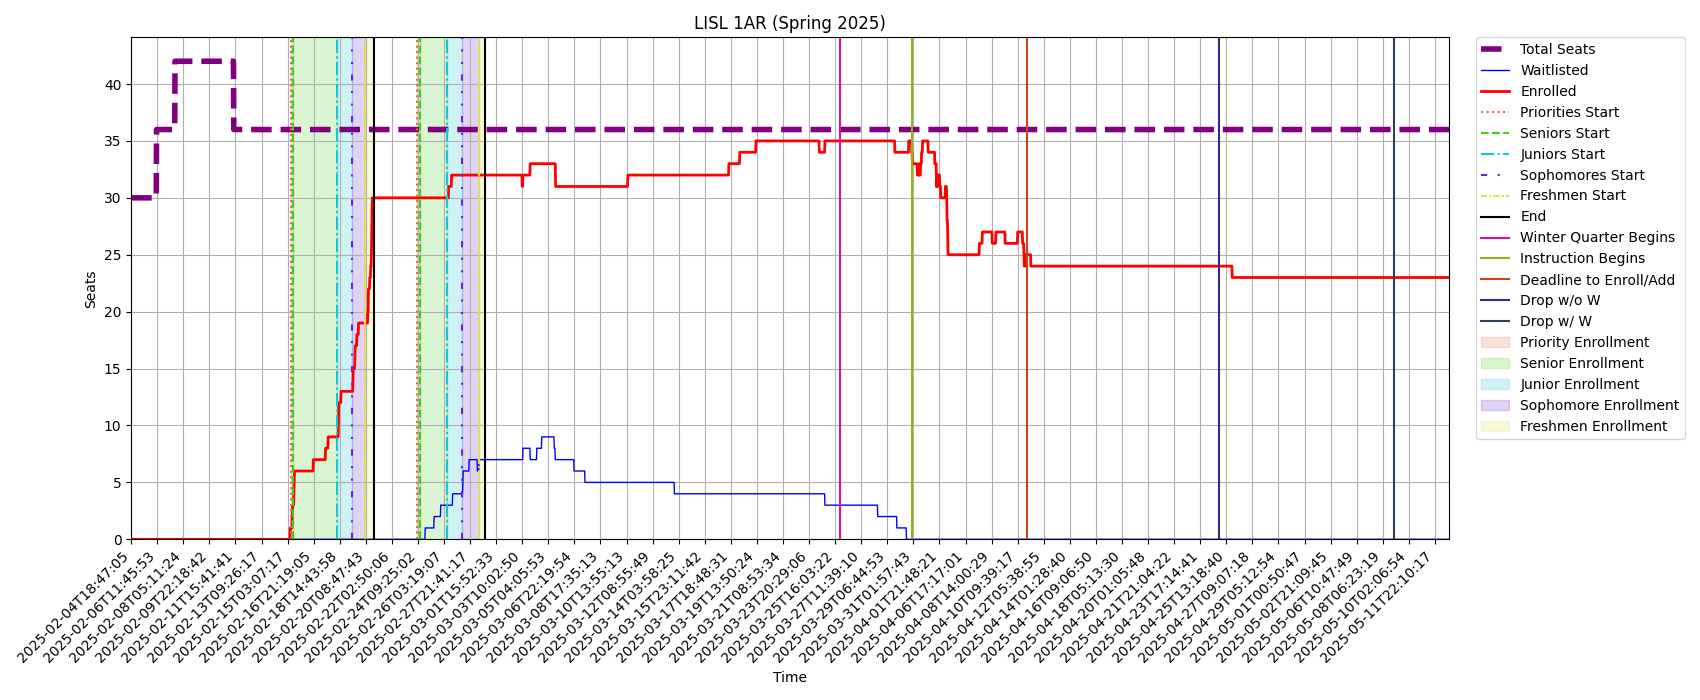 LISL 1AR (Spring 2025)
Seats
40
35
30
25
20
15
10
5
0
2025-02-04T18:47:05
2025-02-06T11:45:53
2025-02-08T05:11:24
2025-02-09T22:18:42
2025-02-11T15:41:41
2025-02-13T09:26:17
2025-02-15T03:07:17
2025-02-16T21:19:05
2025-02-18T14:43:58
2025-02-20T08:47:43
2025-02-22T02:50:06
2025-02-24T09:25:02
2025-02-26T03:19:07
2025-02-27T21:41:17
2025-03-01T15:52:33
2025-03-03T10:02:50
2025-03-05T04:05:53
2025-03-06T22:19:54
2025-03-08T17:35:13
2025-03-10T13:55:13
2025-03-12T08:55:49
2025-03-14T03:58:25
2025-03-15T23:11:42
2025-03-17T18:48:31
2025-03-19T13:50:24
2025-03-21T08:53:34
2025-03-23T20:29:06
2025-03-25T16:03:22
2025-03-27T11:39:10
2025-03-29T06:44:53
2025-03-31T01:57:43
2025-04-01T21:48:21
2025-04-06T17:17:01
2025-04-08T14:00:29
2025-04-10T09:39:17
2025-04-12T05:38:55
2025-04-14T01:28:40
2025-04-16T09:06:50
2025-04-18T05:13:30
2025-04-20T01:05:48
2025-04-21T21:04:22
2025-04-23T17:14:41
2025-04-25T13:18:40
2025-04-27T09:07:18
2025-04-29T05:12:54
2025-05-01T00:50:47
2025-05-02T21:09:45
2025-05-06T10:47:49
2025-05-08T06:23:19
2025-05-10T02:06:54
2025-05-11T22:10:17
Time
Total Seats
Waitlisted
Enrolled
Priorities Start
Seniors Start
Juniors Start
Sophomores Start
Freshmen Start
End
Winter Quarter Begins
Instruction Begins
Deadline to Enroll/Add
Drop w/o W
Drop w/ W
Priority Enrollment
Senior Enrollment
Junior Enrollment
Sophomore Enrollment
Freshmen Enrollment